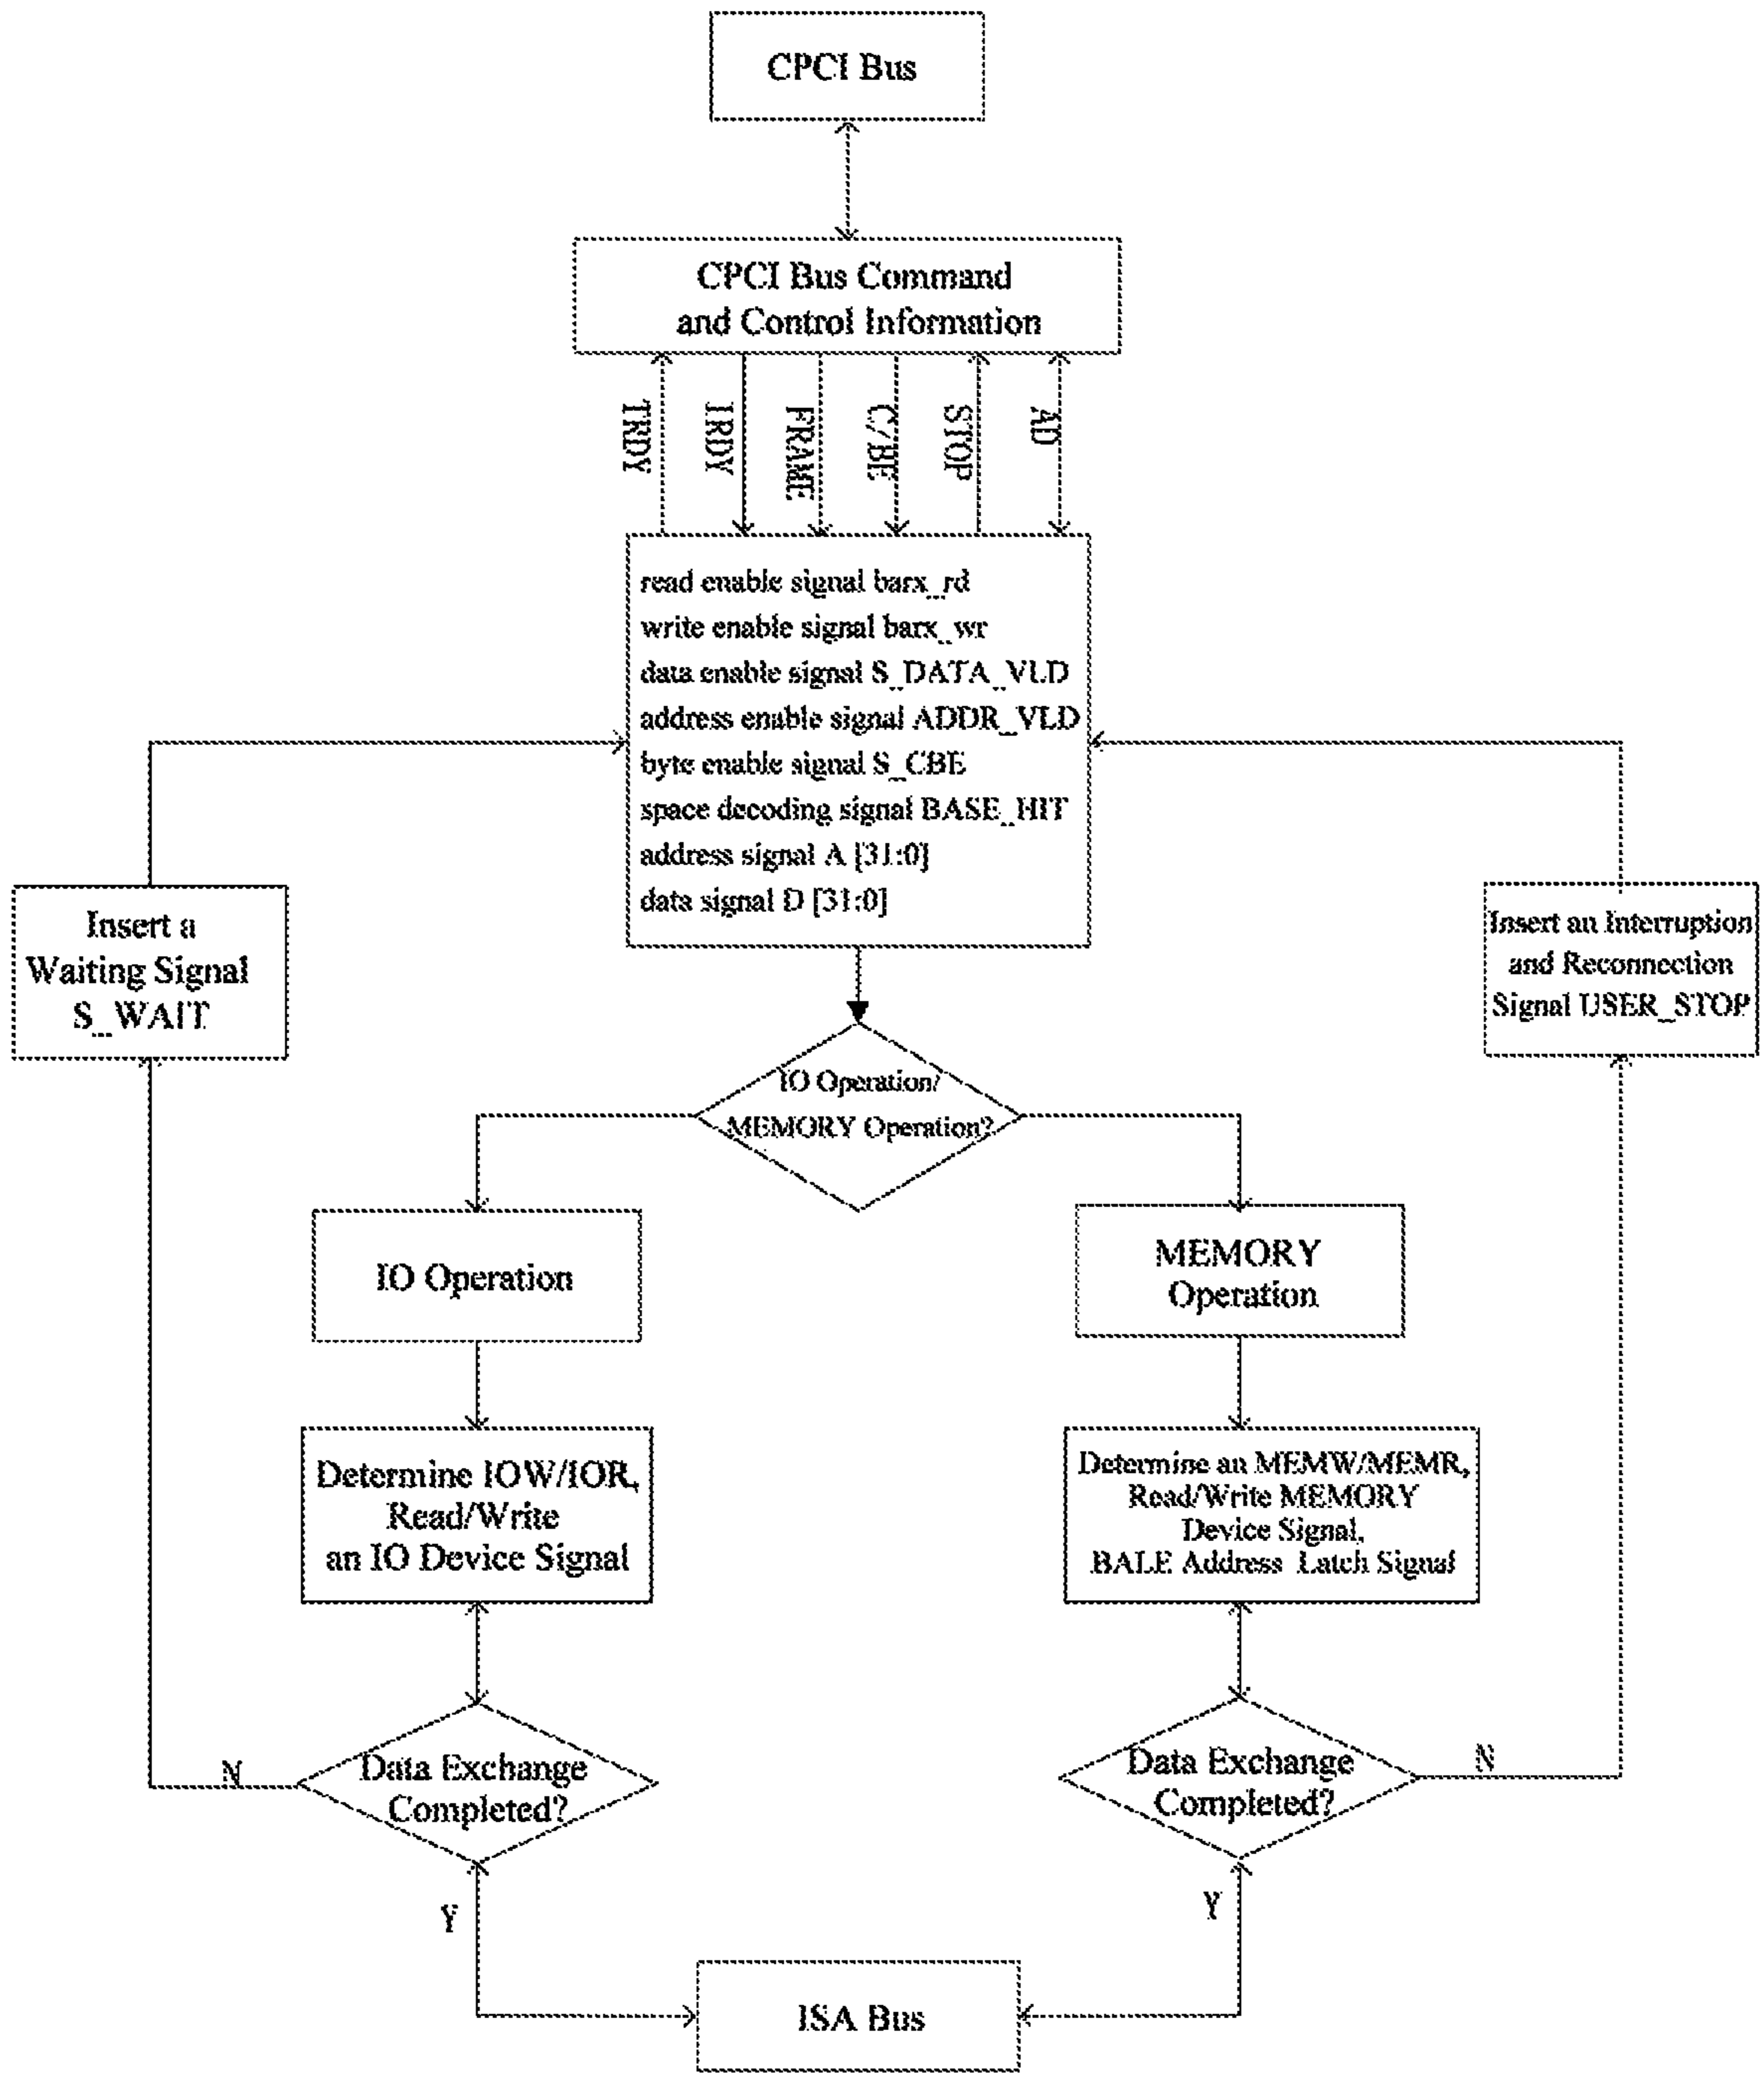 CPCI Bus
CPCI Bus Command
and Control Information
TRDY
IRDY
FRAME
C/BE
STOP
AD
read enable signal barx_rd
write enable signal barx_wr
data enable signal S_DATA_VLD
address enable signal ADDR_VLD
byte enable signal S_CBE
space decoding signal BASE_HIT
address signal A [31:0]
data signal D [31:0]
Insert a
Waiting Signal
S_WAIT
Insert an Interruption
and Reconnection
Signal USER_STOP
IO Operation/
MEMORY Operation?
IO Operation
MEMORY
Operation
Determine IOW/IOR,
Read/Write
an IO Device Signal
Determine an MEMW/MEMR,
Read/Write MEMORY
Device Signal,
BALE Address Latch Signal
N
Data Exchange
Completed?
Data Exchange
Completed?
N
Y
Y
ISA Bus